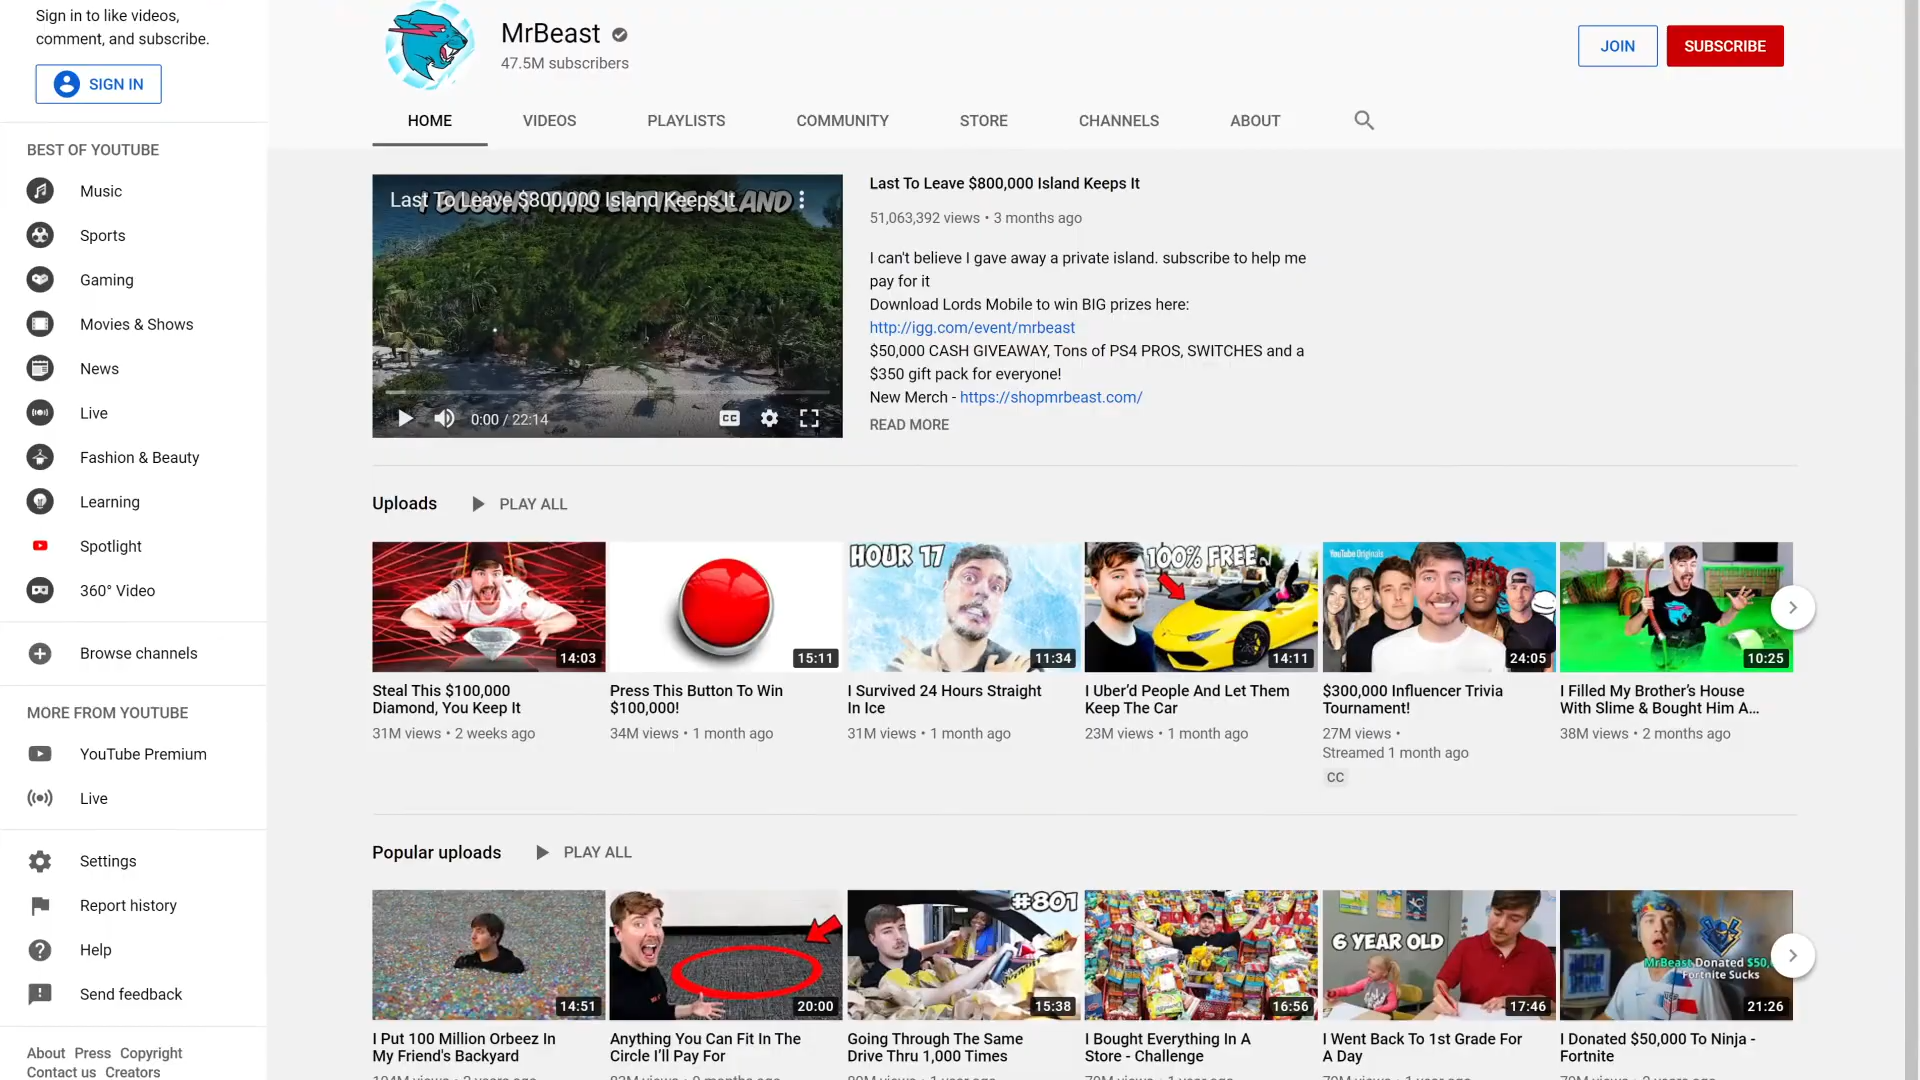 Sign in to like videos,
comment, and subscribe.
SIGN IN
BEST OF YOUTUBE
Music
Sports
Gaming
Movies & Shows
News
Live
Fashion & Beauty
Learning
Spotlight
360° Video
Browse channels
MORE FROM YOUTUBE
YouTube Premium
Live
Settings
Report history
Help
Send feedback
About Press Copyright
Contact us Creators
MrBeast
47.5M subscribers
JOIN
SUBSCRIBE
HOME
VIDEOS
PLAYLISTS
COMMUNITY
STORE
CHANNELS
ABOUT
Last To Leave $800,000 Island Keeps It
I BOUGHT THIS ENTIRE ISLAND
0:00 / 22:14
CC
Last To Leave $800,000 Island Keeps It
51,063,392 views • 3 months ago
I can't believe I gave away a private island. subscribe to help me
pay for it
Download Lords Mobile to win BIG prizes here:
http://igg.com/event/mrbeast
$50,000 CASH GIVEAWAY, Tons of PS4 PROS, SWITCHES and a
$350 gift pack for everyone!
New Merch - https://shopmrbeast.com/
READ MORE
Uploads
PLAY ALL
14:03
Steal This $100,000
Diamond, You Keep It
31M views • 2 weeks ago
15:11
Press This Button To Win
$100,000!
34M views • 1 month ago
HOUR 17
11:34
I Survived 24 Hours Straight
In Ice
31M views • 1 month ago
100% FREE
14:11
I Uber’d People And Let Them
Keep The Car
23M views • 1 month ago
YouTube Originals
24:05
$300,000 Influencer Trivia
Tournament!
27M views •
Streamed 1 month ago
CC
10:25
I Filled My Brother’s House
With Slime & Bought Him A...
38M views • 2 months ago
Popular uploads
PLAY ALL
14:51
I Put 100 Million Orbeez In
My Friend's Backyard
20:00
Anything You Can Fit In The
Circle I’ll Pay For
#801
15:38
Going Through The Same
Drive Thru 1,000 Times
16:56
I Bought Everything In A
Store - Challenge
6 YEAR OLD
17:46
I Went Back To 1st Grade For
A Day
MrBeast Donated $50,
Fortnite Sucks
21:26
I Donated $50,000 To Ninja -
Fortnite